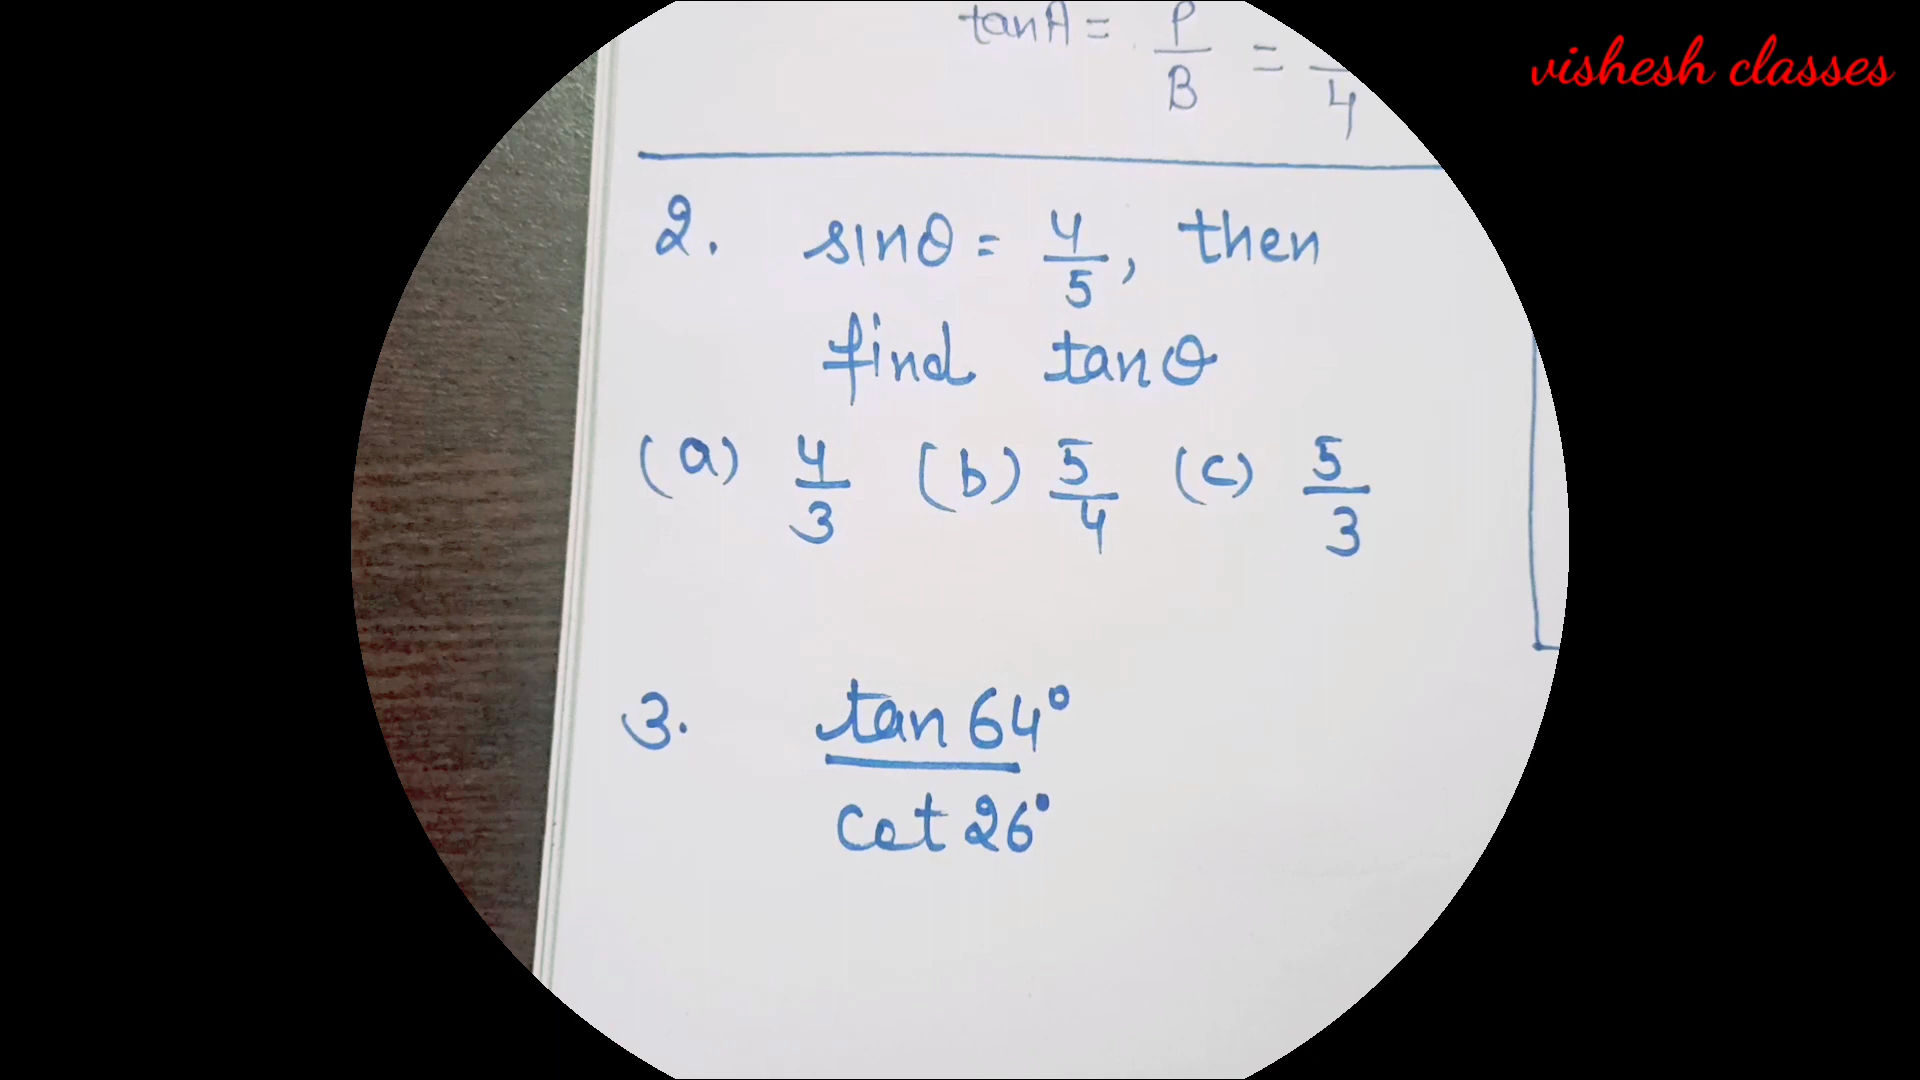 tanA = P/B = /4
vishesh classes
2. sinθ = 4/5, then
find tanθ
(a) 4/3 (b) 5/4 (c) 5/3
3. tan 64°
cot 26°